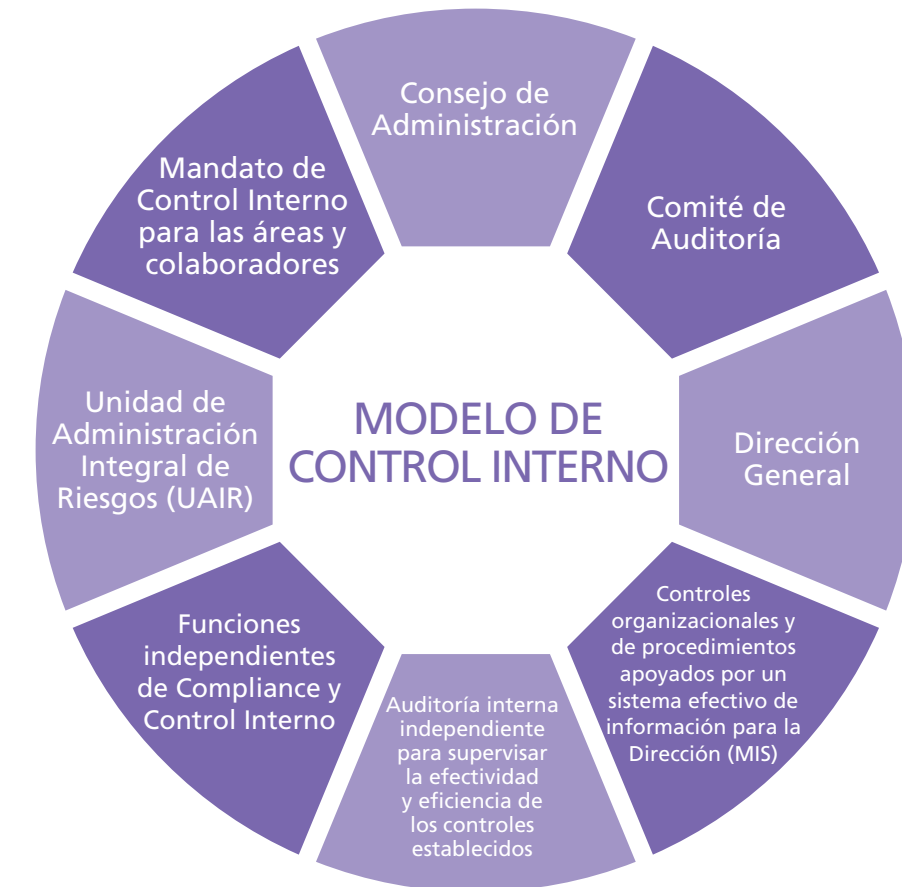 Consejo de
Administración
Comité de
Auditoría
Dirección
General
Controles
organizacionales y
de procedimientos
apoyados por un
sistema efectivo de
información para la
Dirección (MIS)
Auditoría interna
independiente
para supervisar
la efectividad
y eficiencia de
los controles
establecidos
Funciones
independientes
de Compliance y
Control Interno
Unidad de
Administración
Integral de
Riesgos (UAIR)
Mandato de
Control Interno
para las áreas y
colaboradores
MODELO DE
CONTROL INTERNO